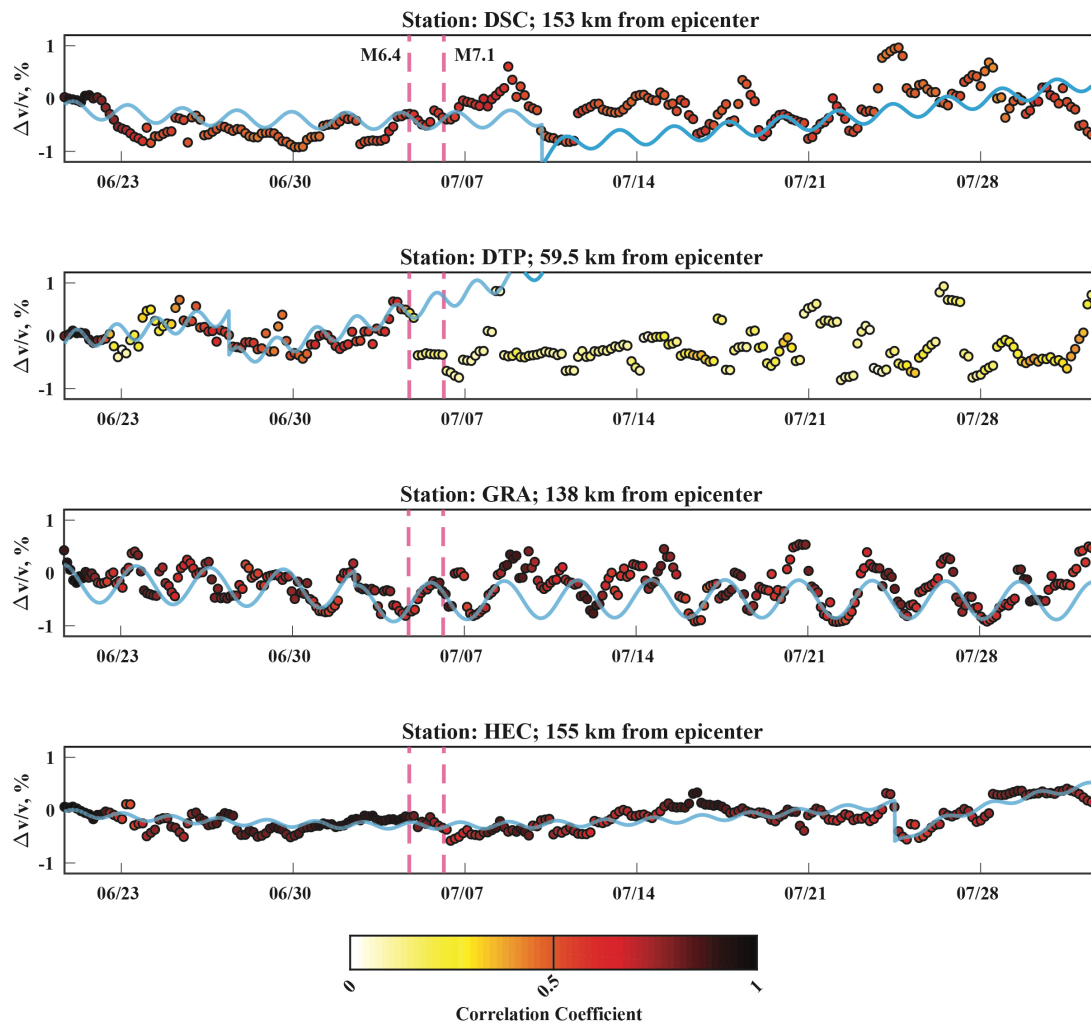 Station: DSC; 153 km from epicenter
M6.4 M7.1
Δ v/v, %
1
0
-1
06/23 06/30 07/07 07/14 07/21 07/28
Station: DTP; 59.5 km from epicenter
Δ v/v, %
1
0
-1
06/23 06/30 07/07 07/14 07/21 07/28
Station: GRA; 138 km from epicenter
Δ v/v, %
1
0
-1
06/23 06/30 07/07 07/14 07/21 07/28
Station: HEC; 155 km from epicenter
Δ v/v, %
1
0
-1
06/23 06/30 07/07 07/14 07/21 07/28
0 0.5 1
Correlation Coefficient